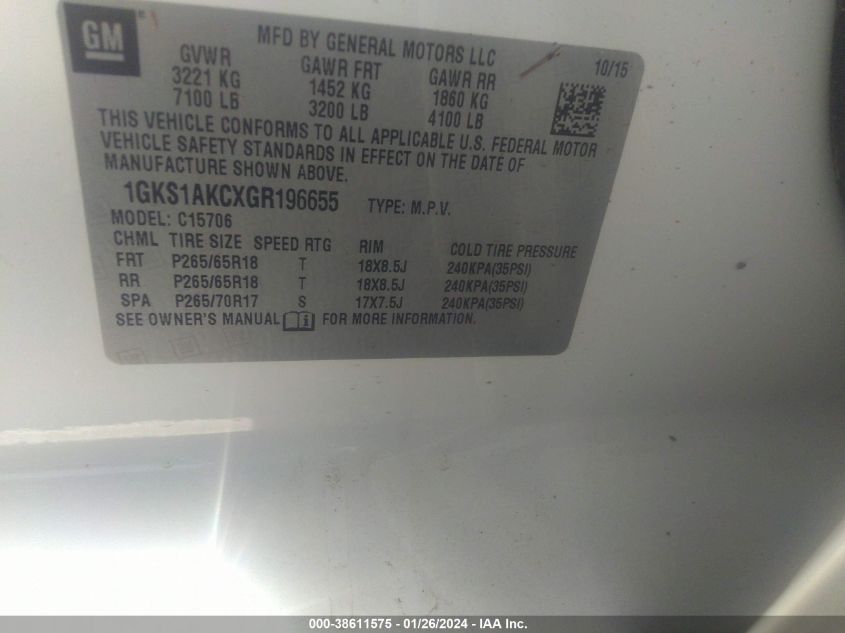 GM
MFD BY GENERAL MOTORS LLC
10/15
GVWR GAWR FRT GAWR RR
3221 KG 1452 KG 1860 KG
7100 LB 3200 LB 4100 LB
THIS VEHICLE CONFORMS TO ALL APPLICABLE U.S. FEDERAL MOTOR
VEHICLE SAFETY STANDARDS IN EFFECT ON THE DATE OF
MANUFACTURE SHOWN ABOVE.
1GKS1AKCXGR196655 TYPE: M.P.V.
MODEL: C15706
CHML TIRE SIZE SPEED RTG RIM COLD TIRE PRESSURE
FRT P265/65R18 T 18X8.5J 240KPA(35PSI)
RR P265/65R18 T 18X8.5J 240KPA(35PSI)
SPA P265/70R17 S 17X7.5J 240KPA(35PSI)
SEE OWNER'S MANUAL FOR MORE INFORMATION.
000-38611575 - 01/26/2024 - IAA Inc.